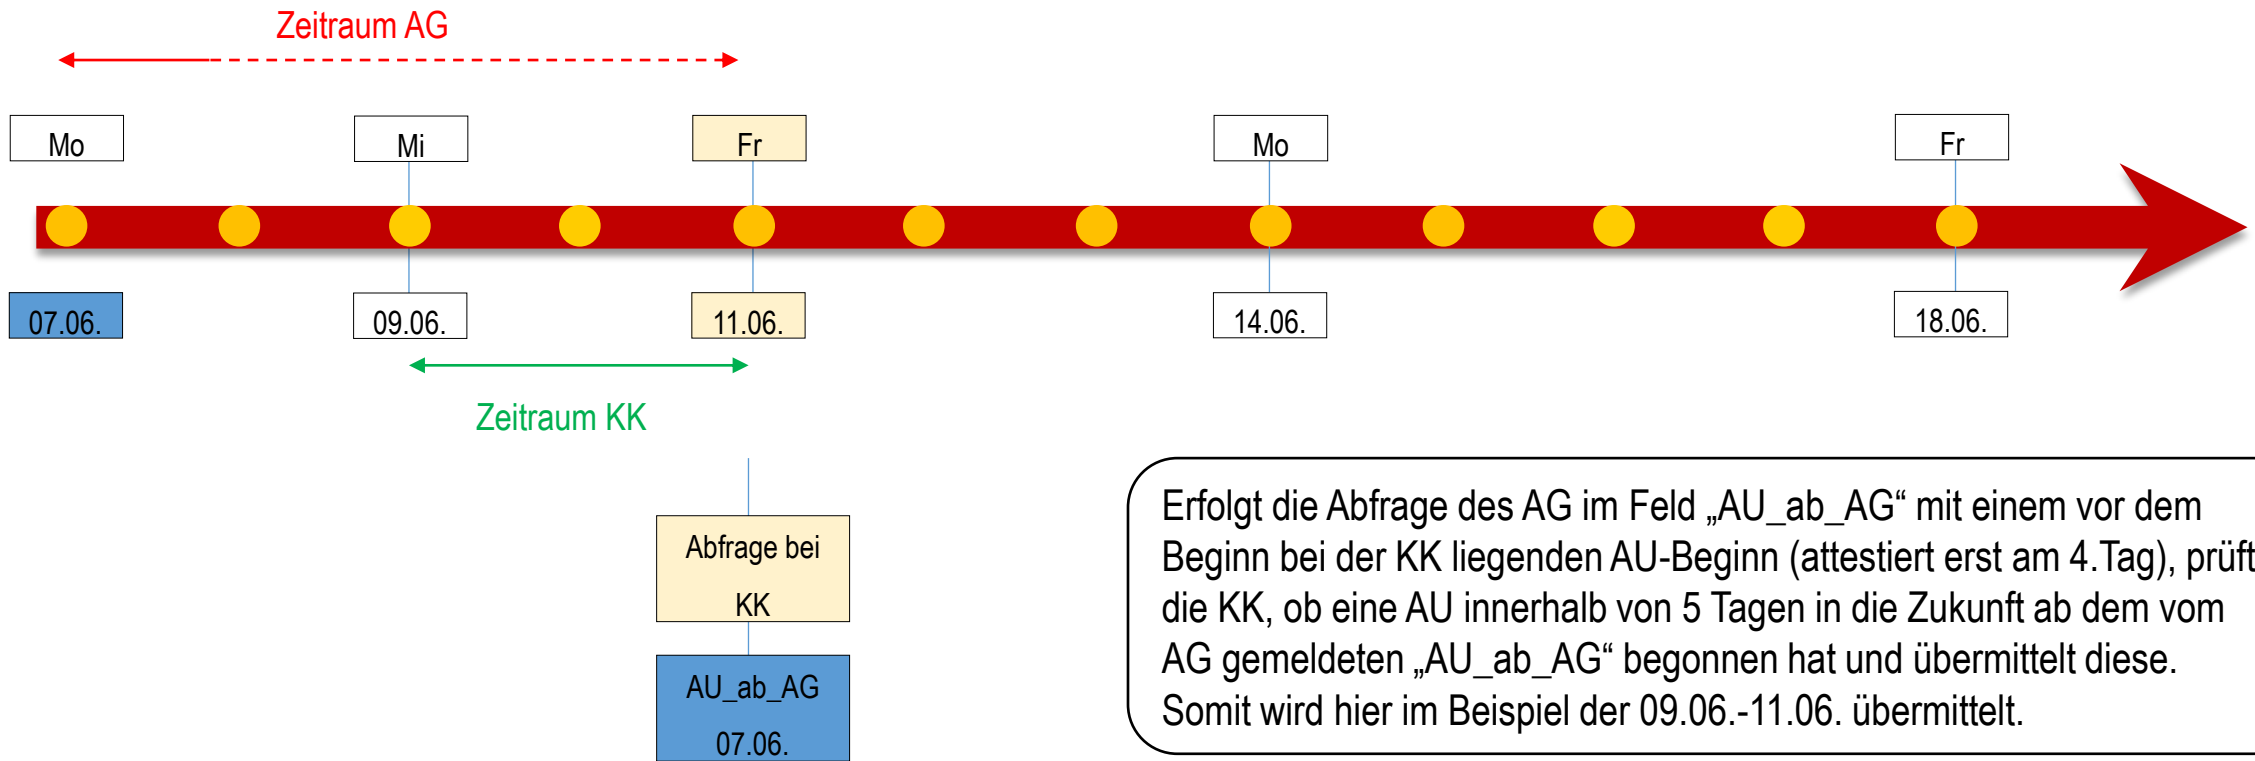 Zeitraum AG
Mo
Mi
Fr
Mo
Fr
07.06.
09.06.
11.06.
14.06.
18.06.
Zeitraum KK
Abfrage bei
KK
AU_ab_AG
07.06.
Erfolgt die Abfrage des AG im Feld „AU_ab_AG“ mit einem vor dem
Beginn bei der KK liegenden AU-Beginn (attestiert erst am 4.Tag), prüft
die KK, ob eine AU innerhalb von 5 Tagen in die Zukunft ab dem vom
AG gemeldeten „AU_ab_AG“ begonnen hat und übermittelt diese.
Somit wird hier im Beispiel der 09.06.-11.06. übermittelt.